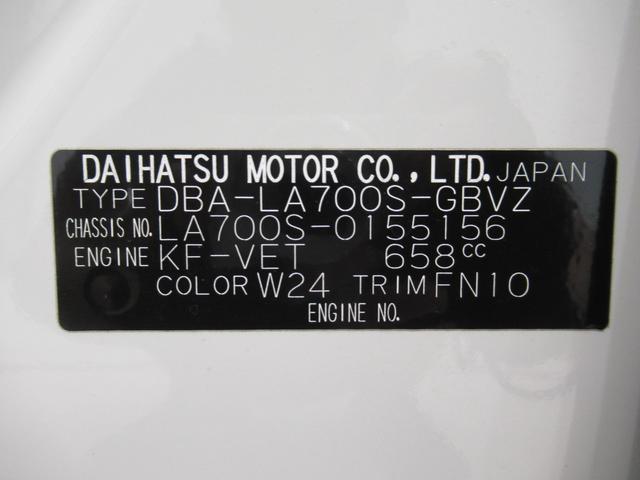 DAIHATSU MOTOR CO., LTD. JAPAN
TYPE DBA-LA700S-GBVZ
CHASSIS NO. LA700S-0155156
ENGINE KF-VET 658cc
COLOR W24 TRIM FN10
ENGINE NO.